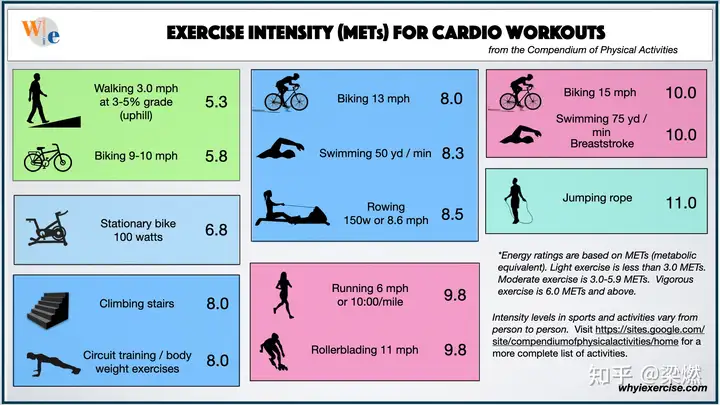 W!e
EXERCISE INTENSITY (METs) FOR CARDIO WORKOUTS
from the Compendium of Physical Activities
Walking 3.0 mph
at 3-5% grade
(uphill)
5.3
Biking 9-10 mph
5.8
Stationary bike
100 watts
6.8
Climbing stairs
8.0
Circuit training / body
weight exercises
8.0
Biking 13 mph
8.0
Swimming 50 yd / min
8.3
Rowing
150w or 8.6 mph
8.5
Running 6 mph
or 10:00/mile
9.8
Rollerblading 11 mph
9.8
Biking 15 mph
10.0
Swimming 75 yd /
min
Breaststroke
10.0
Jumping rope
11.0
*Energy ratings are based on METs (metabolic
equivalent). Light exercise is less than 3.0 METs.
Moderate exercise is 3.0-5.9 METs. Vigorous
exercise is 6.0 METs and above.
Intensity levels in sports and activities vary from
person to person. Visit https://sites.google.com/
site/compendiumofphysicalactivities/home for a
more complete list of activities.
知乎 @梁燃
whyiexercise.com